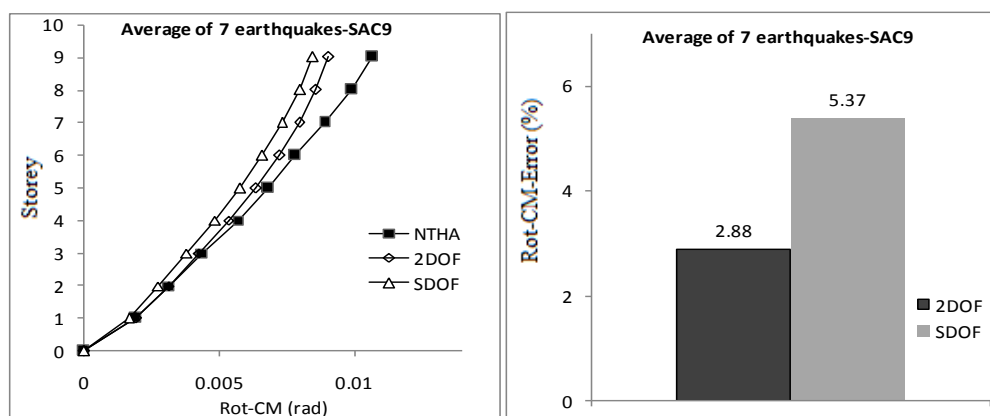 Average of 7 earthquakes-SAC9
10
9
8
7
6
5
4
3
2
1
0
Storey
NTHA
2DOF
SDOF
0 0.005 0.01
Rot-CM (rad)
Average of 7 earthquakes-SAC9
6
4
2
0
Rot-CM-Error (%)
5.37
2.88
2DOF
SDOF